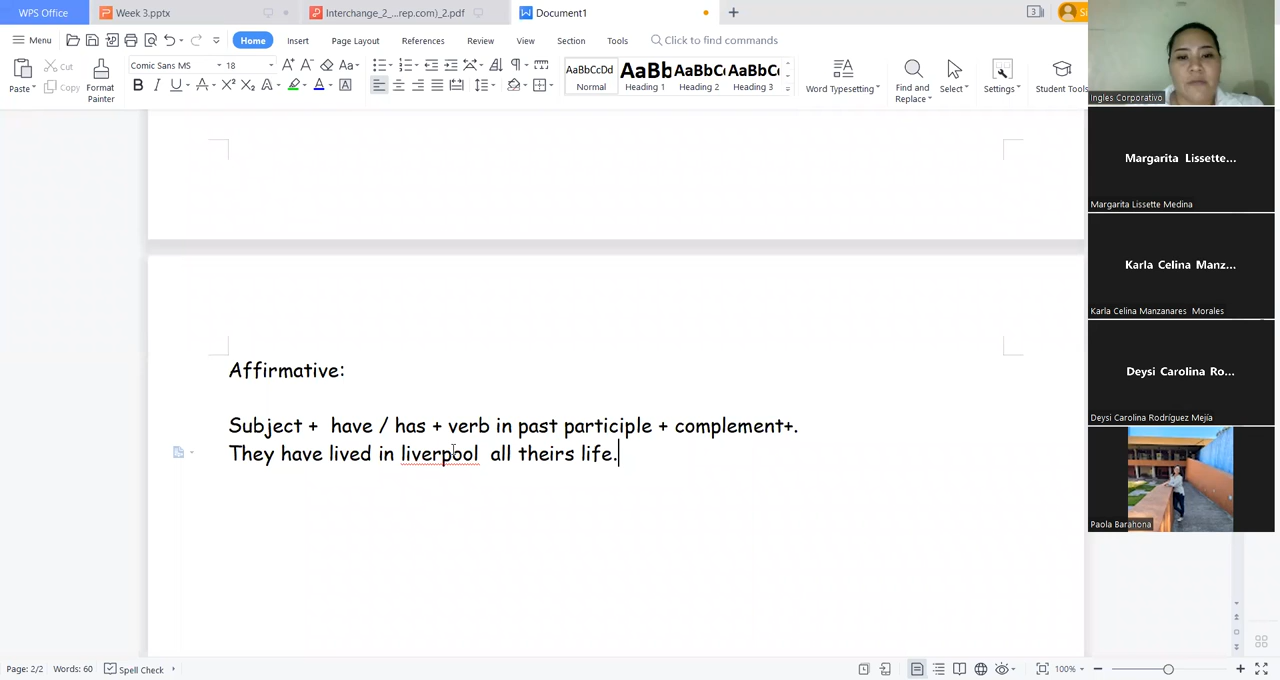 WPS Office
Week 3.pptx
Interchange_2_...rep.com)_2.pdf
Document1
3
Menu
Home
Insert
Page Layout
References
Review
View
Section
Tools
Click to find commands
Paste
Cut
Copy
Format
Painter
Comic Sans MS
18
AaBbCcDd
Normal
AaBb
Heading 1
AaBbC
Heading 2
AaBbC
Heading 3
Word Typesetting
Find and
Replace
Select
Settings
Student Tools
Ingles Corporativo
Margarita Lissette...
Margarita Lissette Medina
Karla Celina Manz...
Karla Celina Manzanares Morales
Deysi Carolina Ro...
Deysi Carolina Rodríguez Mejía
Paola Barahona
Affirmative:
Subject + have / has + verb in past participle + complement+.
They have lived in liverpool all theirs life.
Page: 2/2
Words: 60
Spell Check
100%